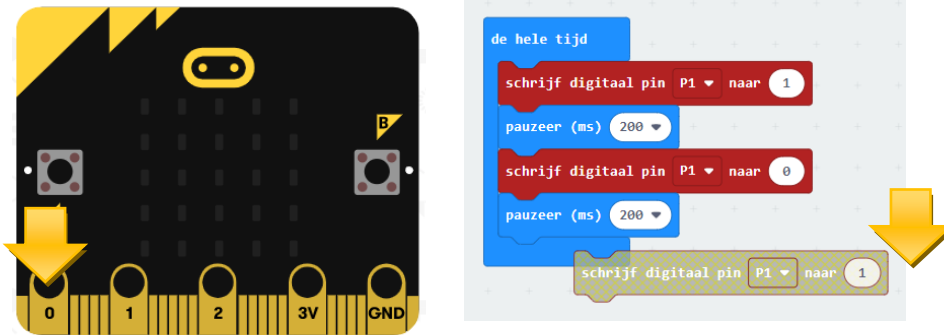 B
0 1 2 3V GND
de hele tijd
schrijf digitaal pin P1 naar 1
pauzeer (ms) 200
schrijf digitaal pin P1 naar 0
pauzeer (ms) 200
schrijf digitaal pin P1 naar 1